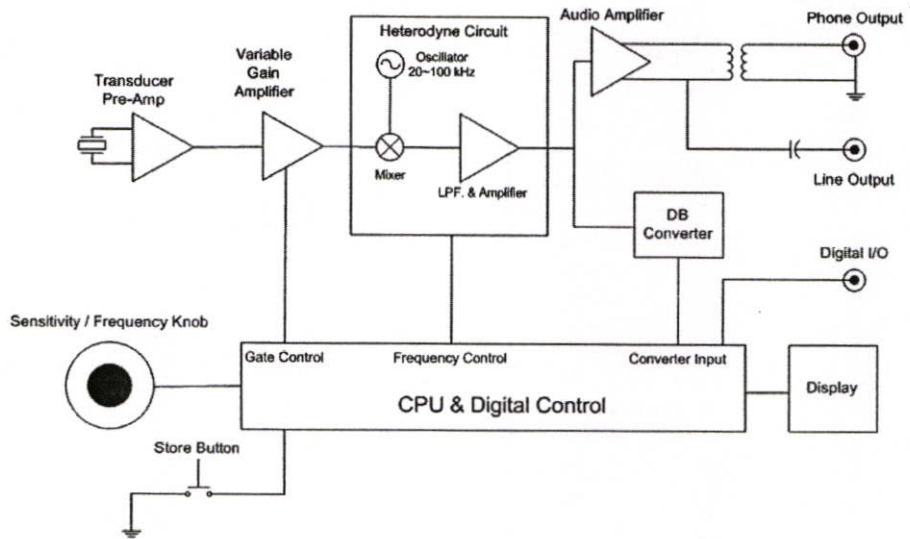 Audio Amplifier
Phone Output
Heterodyne Circuit
Oscillator
20~100 kHz
Variable
Gain
Amplifier
Transducer
Pre-Amp
Mixer
LPF. & Amplifier
Line Output
DB
Converter
Digital I/O
Sensitivity / Frequency Knob
Gate Control
Frequency Control
Converter Input
CPU & Digital Control
Display
Store Button